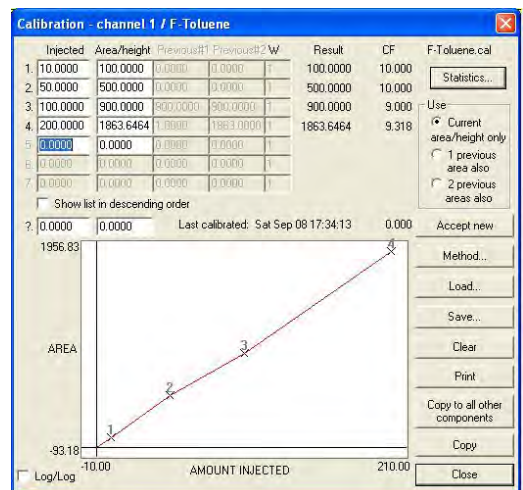 Calibration - channel 1 / F-Toluene
Injected Area/height Previous#1 Previous#2 W Result CF F-Toluene.cal
1. 10.0000 100.0000 0.0000 0.0000 1 100.0000 10.000
2. 50.0000 500.0000 0.0000 0.0000 1 500.0000 10.000
3. 100.0000 900.0000 900.0000 900.0000 1 900.0000 9.000
4. 200.0000 1863.6464 1.0000 1863.0000 1 1863.6464 9.318
5. 0.0000 0.0000 0.0000 0.0000 1
6. 0.0000 0.0000 0.0000 0.0000 1
7. 0.0000 0.0000 0.0000 0.0000 1
Statistics...
Use
Current
area/height only
1 previous
area also
2 previous
areas also
Show list in descending order
?. 0.0000 0.0000 Last calibrated: Sat Sep 08 17:34:13 0.000
Accept new
Method...
Load...
Save...
Clear
Print
Copy to all other
components
Copy
Close
1956.83
AREA
-93.18
1
2
3
4
-10.00 AMOUNT INJECTED 210.00
Log/Log